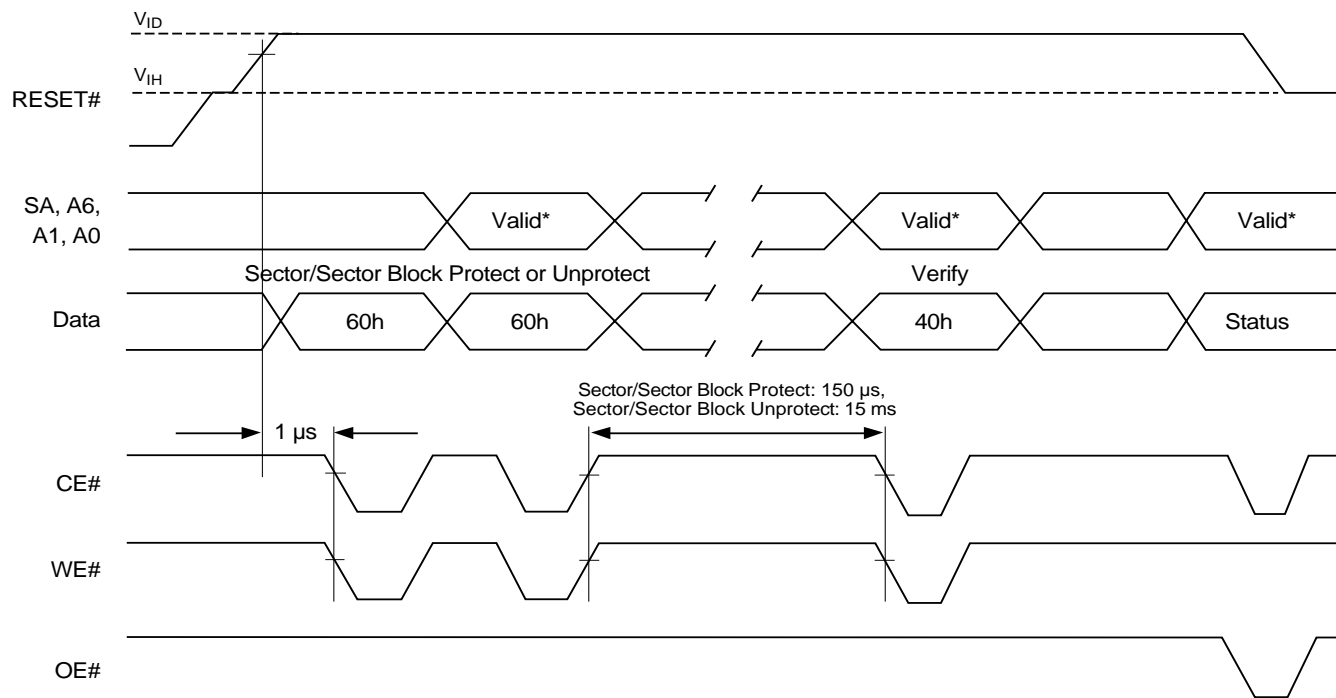 VID
VIH
RESET#
SA, A6,
A1, A0
Valid*
Valid*
Valid*
Sector/Sector Block Protect or Unprotect
Verify
Data
60h
60h
40h
Status
Sector/Sector Block Protect: 150 µs,
Sector/Sector Block Unprotect: 15 ms
1 µs
CE#
WE#
OE#